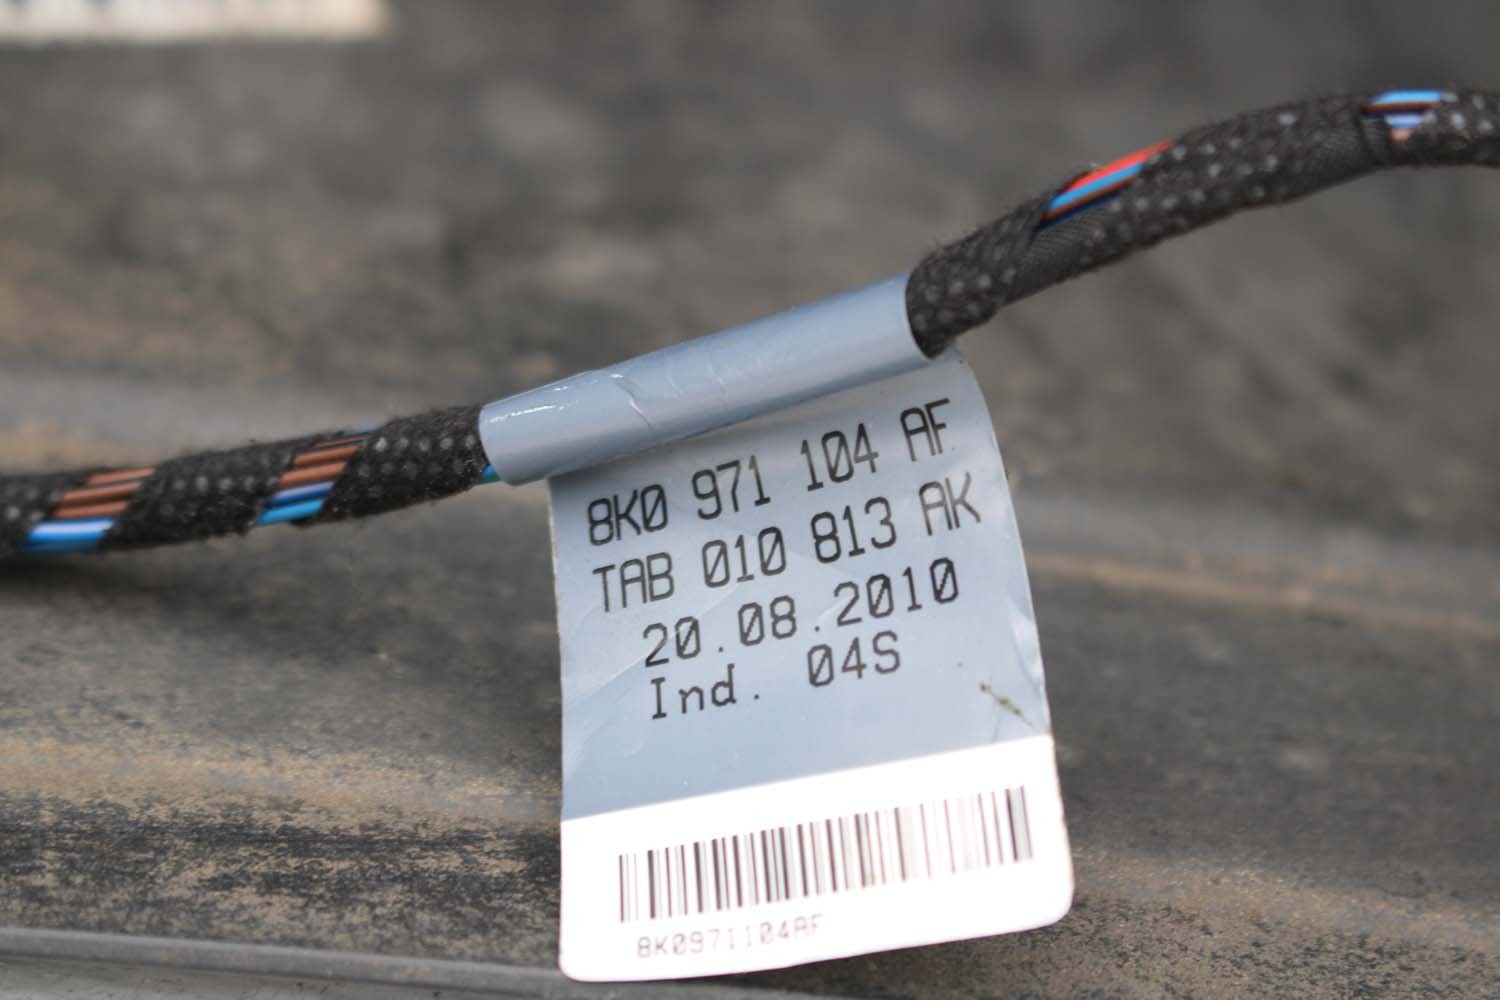 8K0 971 104 AF
TAB 010 813 AK
20.08.2010
Ind. 04S
8K0971104AF